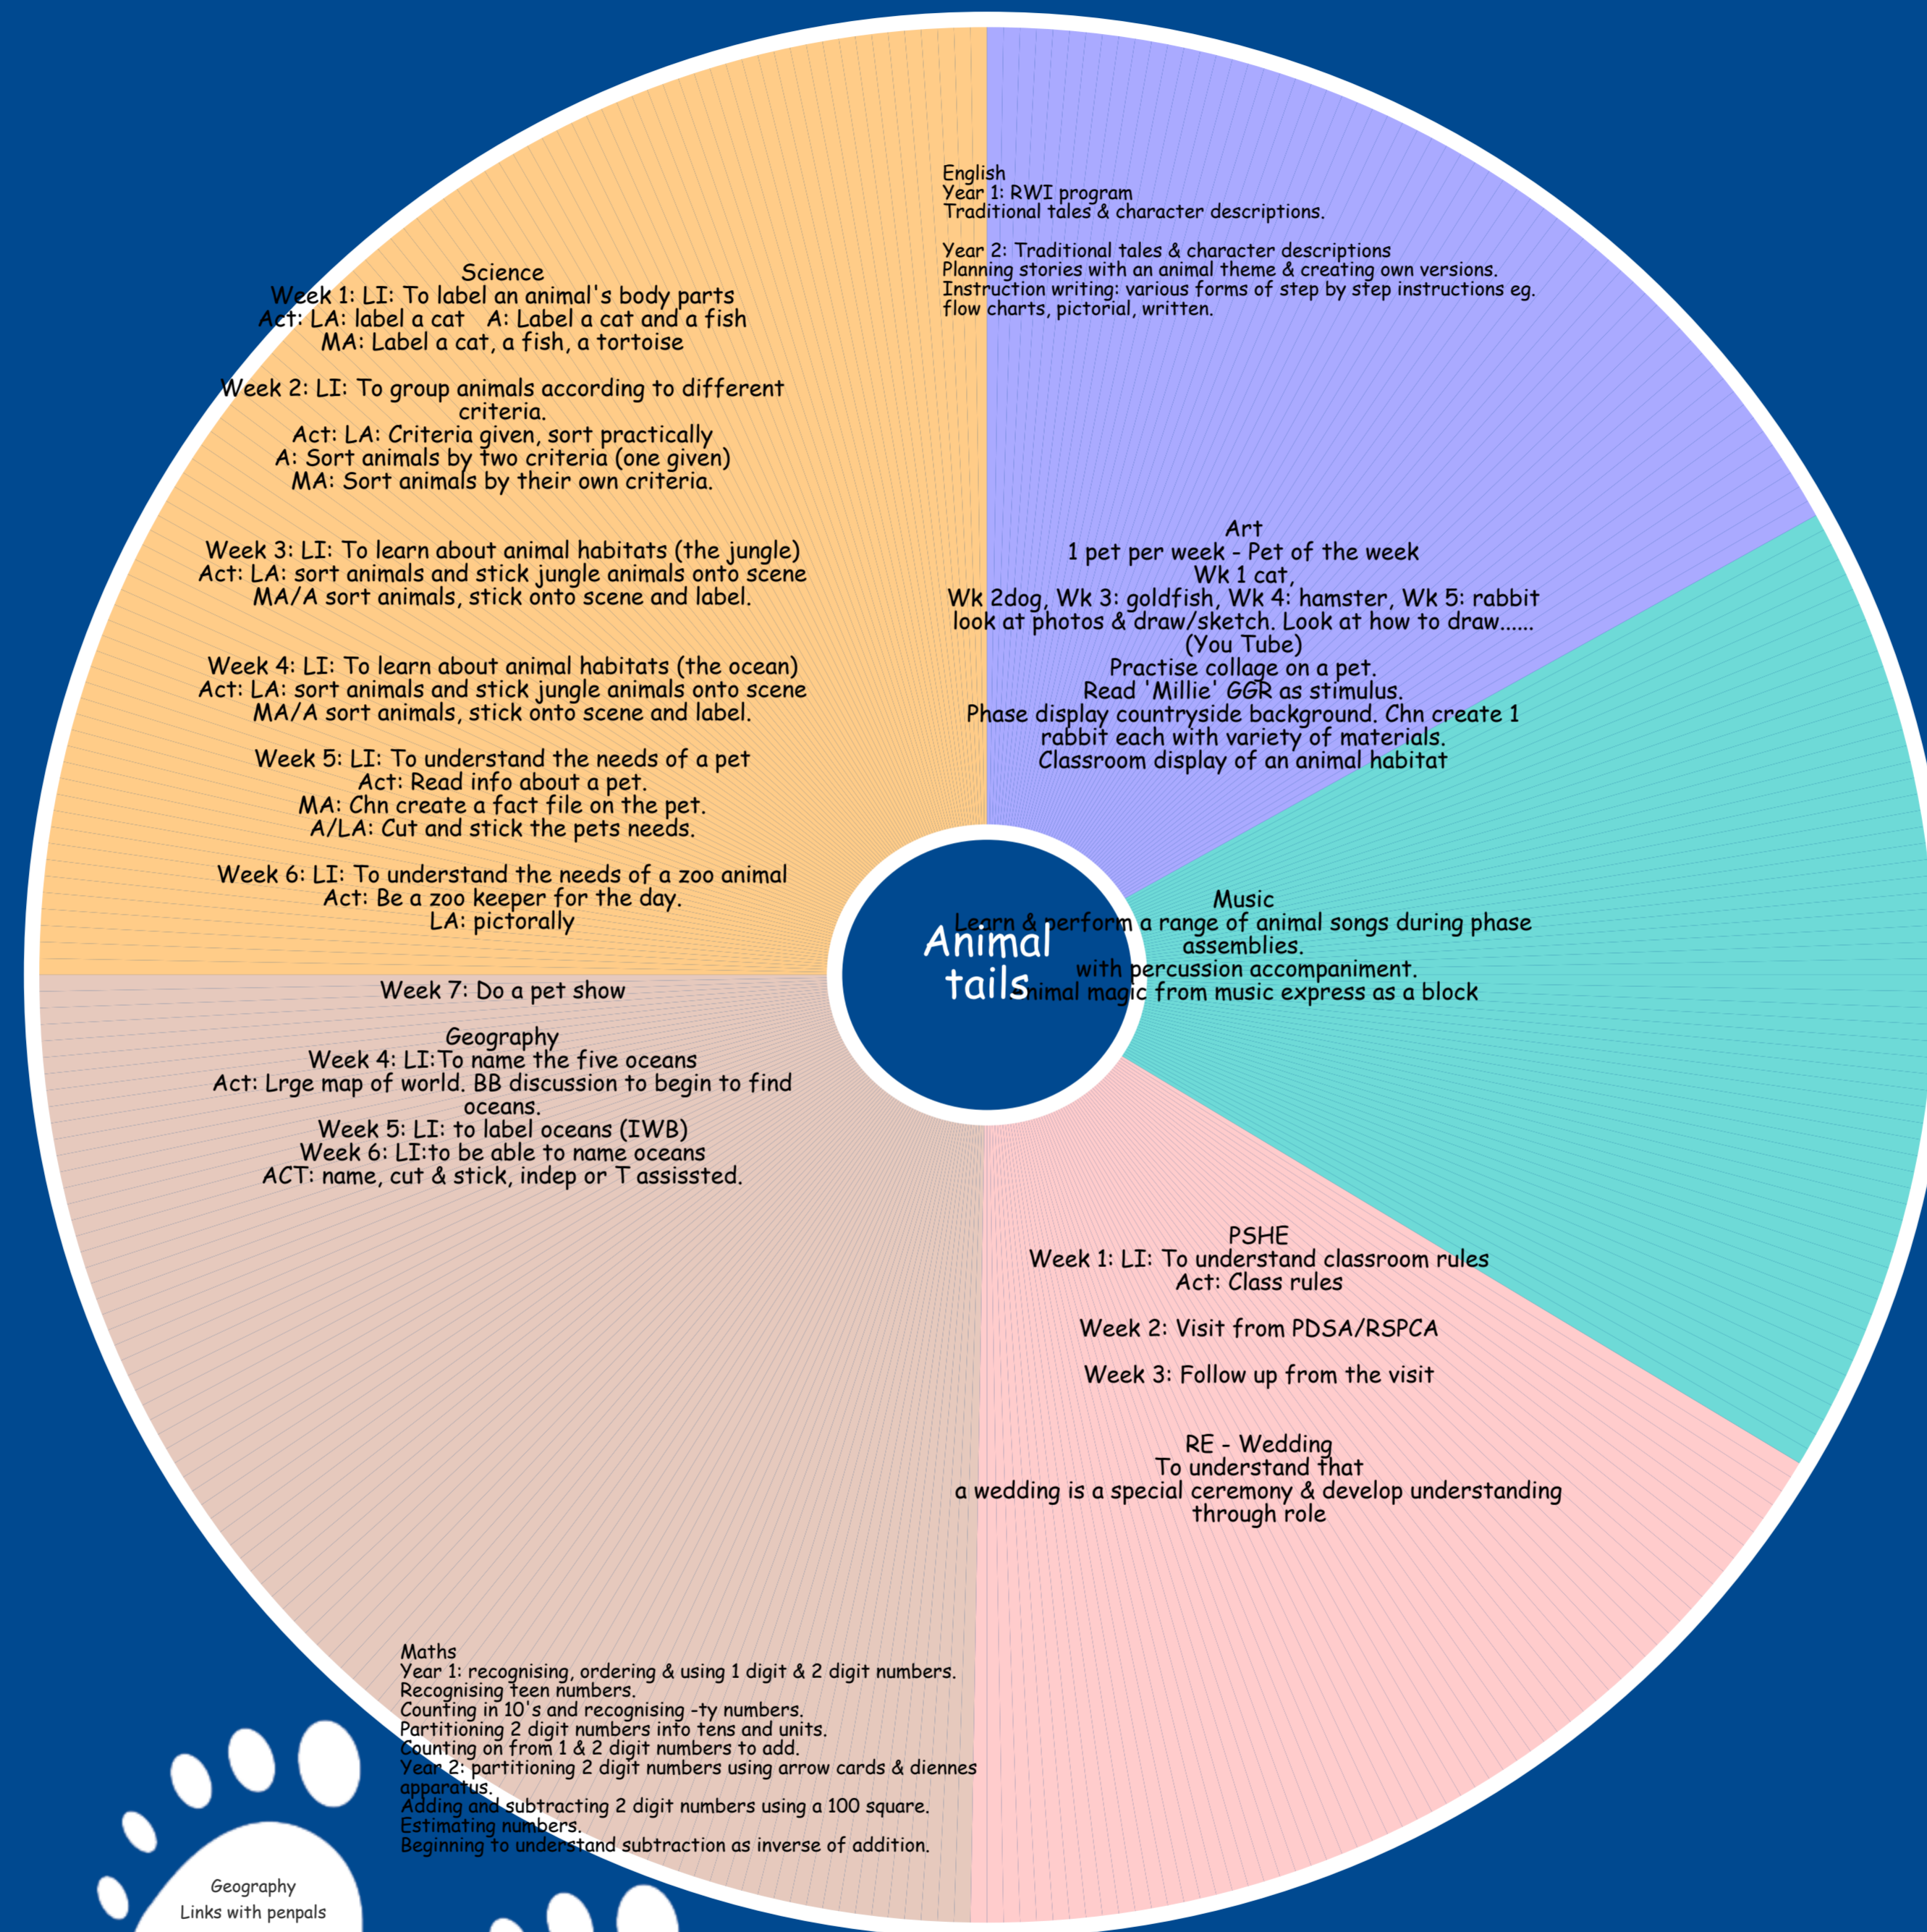 English
Year 1: RWI program
Traditional tales & character descriptions.
Year 2: Traditional tales & character descriptions
Planning stories with an animal theme & creating own versions.
Instruction writing: various forms of step by step instructions eg.
flow charts, pictorial, written.
Science
Week 1: LI: To label an animal's body parts
Act: LA: label a cat   A: Label a cat and a fish
MA: Label a cat, a fish, a tortoise
Week 2: LI: To group animals according to different
criteria.
Act: LA: Criteria given, sort practically
A: Sort animals by two criteria (one given)
MA: Sort animals by their own criteria.
Week 3: LI: To learn about animal habitats (the jungle)
Act: LA: sort animals and stick jungle animals onto scene
MA/A sort animals, stick onto scene and label.
Week 4: LI: To learn about animal habitats (the ocean)
Act: LA: sort animals and stick jungle animals onto scene
MA/A sort animals, stick onto scene and label.
Week 5: LI: To understand the needs of a pet
Act: Read info about a pet.
MA: Chn create a fact file on the pet.
A/LA: Cut and stick the pets needs.
Week 6: LI: To understand the needs of a zoo animal
Act: Be a zoo keeper for the day.
LA: pictorally
Week 7: Do a pet show
Art
1 pet per week - Pet of the week
Wk 1 cat,
Wk 2dog, Wk 3: goldfish, Wk 4: hamster, Wk 5: rabbit
look at photos & draw/sketch. Look at how to draw......
(You Tube)
Practise collage on a pet.
Read 'Millie' GGR as stimulus.
Phase display countryside background. Chn create 1
rabbit each with variety of materials.
Classroom display of an animal habitat
Animal
tails
Music
Learn & perform a range of animal songs during phase
assemblies.
with percussion accompaniment.
Animal magic from music express as a block
Geography
Week 4: LI:To name the five oceans
Act: Lrge map of world. BB discussion to begin to find
oceans.
Week 5: LI: to label oceans (IWB)
Week 6: LI:to be able to name oceans
ACT: name, cut & stick, indep or T assissted.
PSHE
Week 1: LI: To understand classroom rules
Act: Class rules
Week 2: Visit from PDSA/RSPCA
Week 3: Follow up from the visit
RE - Wedding
To understand that
a wedding is a special ceremony & develop understanding
through role
Maths
Year 1: recognising, ordering & using 1 digit & 2 digit numbers.
Recognising teen numbers.
Counting in 10's and recognising -ty numbers.
Partitioning 2 digit numbers into tens and units.
Counting on from 1 & 2 digit numbers to add.
Year 2: partitioning 2 digit numbers using arrow cards & diennes
apparatus.
Adding and subtracting 2 digit numbers using a 100 square.
Estimating numbers.
Beginning to understand subtraction as inverse of addition.
Geography
Links with penpals